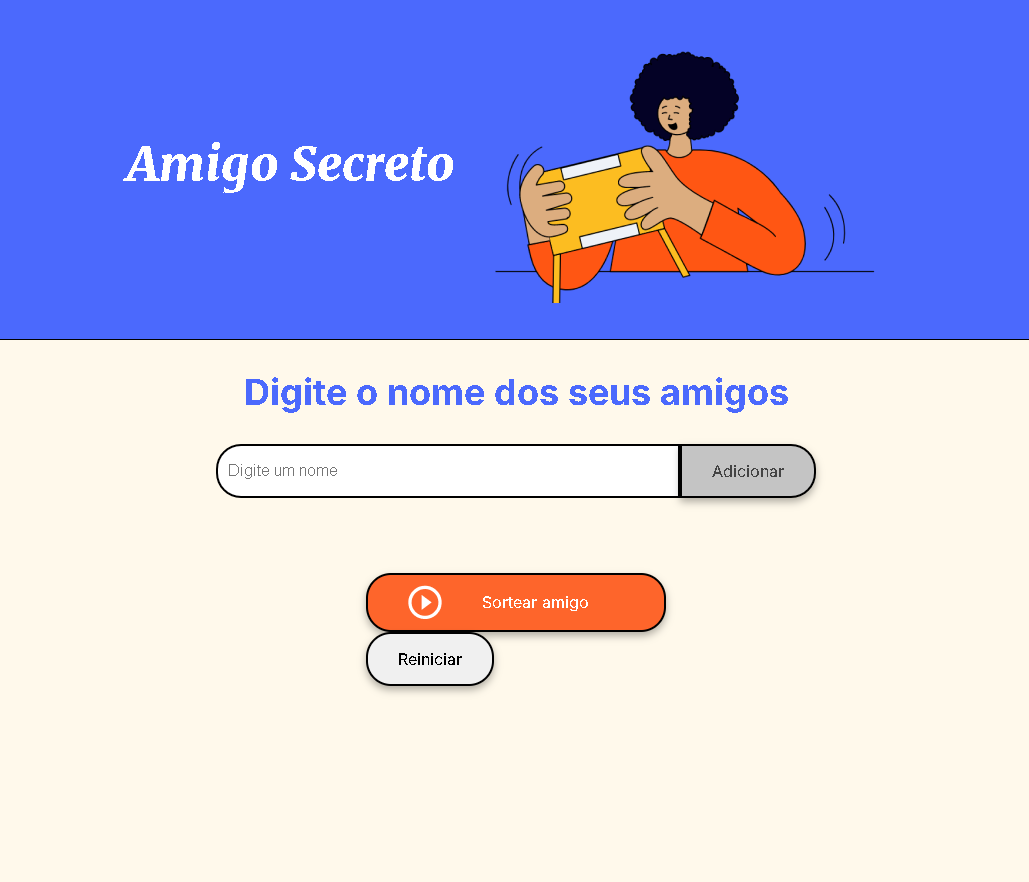 Amigo Secreto
Digite o nome dos seus amigos
Digite um nome
Adicionar
Sortear amigo
Reiniciar